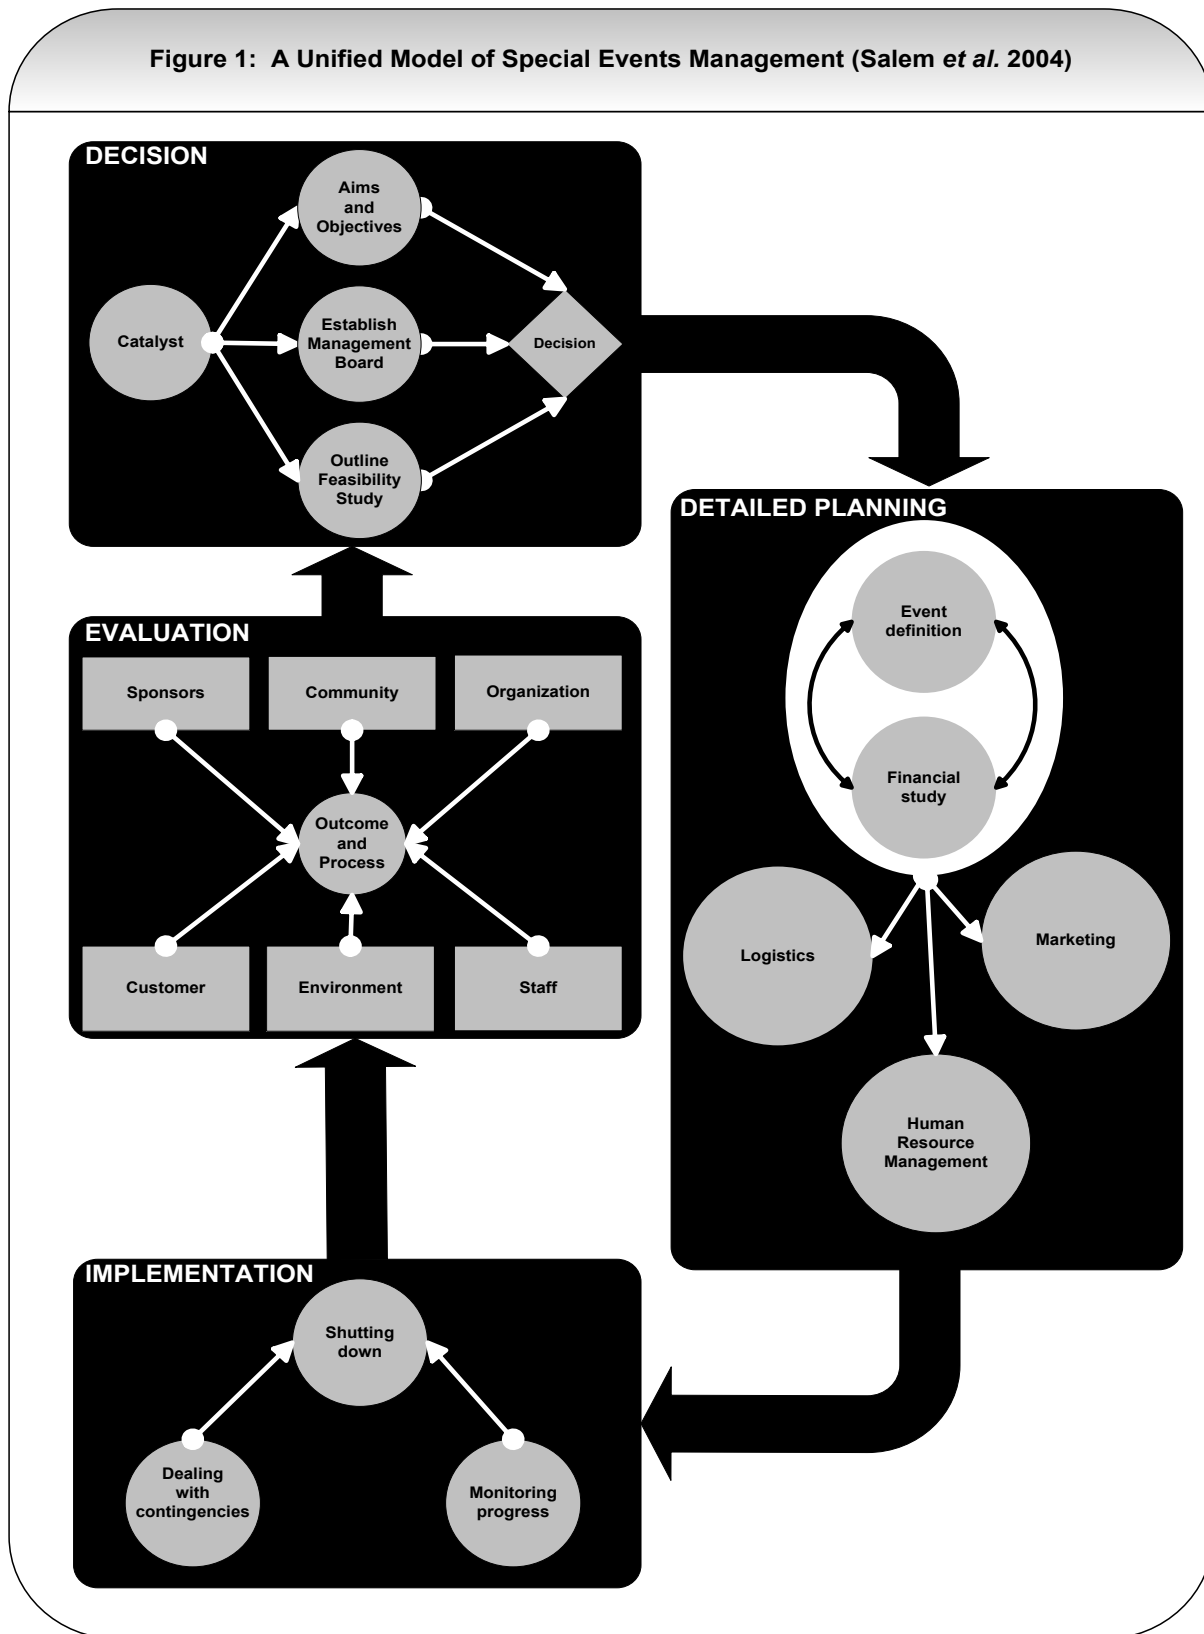 Figure 1: A Unified Model of Special Events Management (Salem et al. 2004)
DECISION
Aims
and
Objectives
Catalyst
Establish
Management
Board
Decision
Outline
Feasibility
Study
DETAILED PLANNING
Event
definition
Financial
study
Logistics
Marketing
Human
Resource
Management
EVALUATION
Sponsors
Community
Organization
Outcome
and
Process
Customer
Environment
Staff
IMPLEMENTATION
Shutting
down
Dealing
with
contingencies
Monitoring
progress